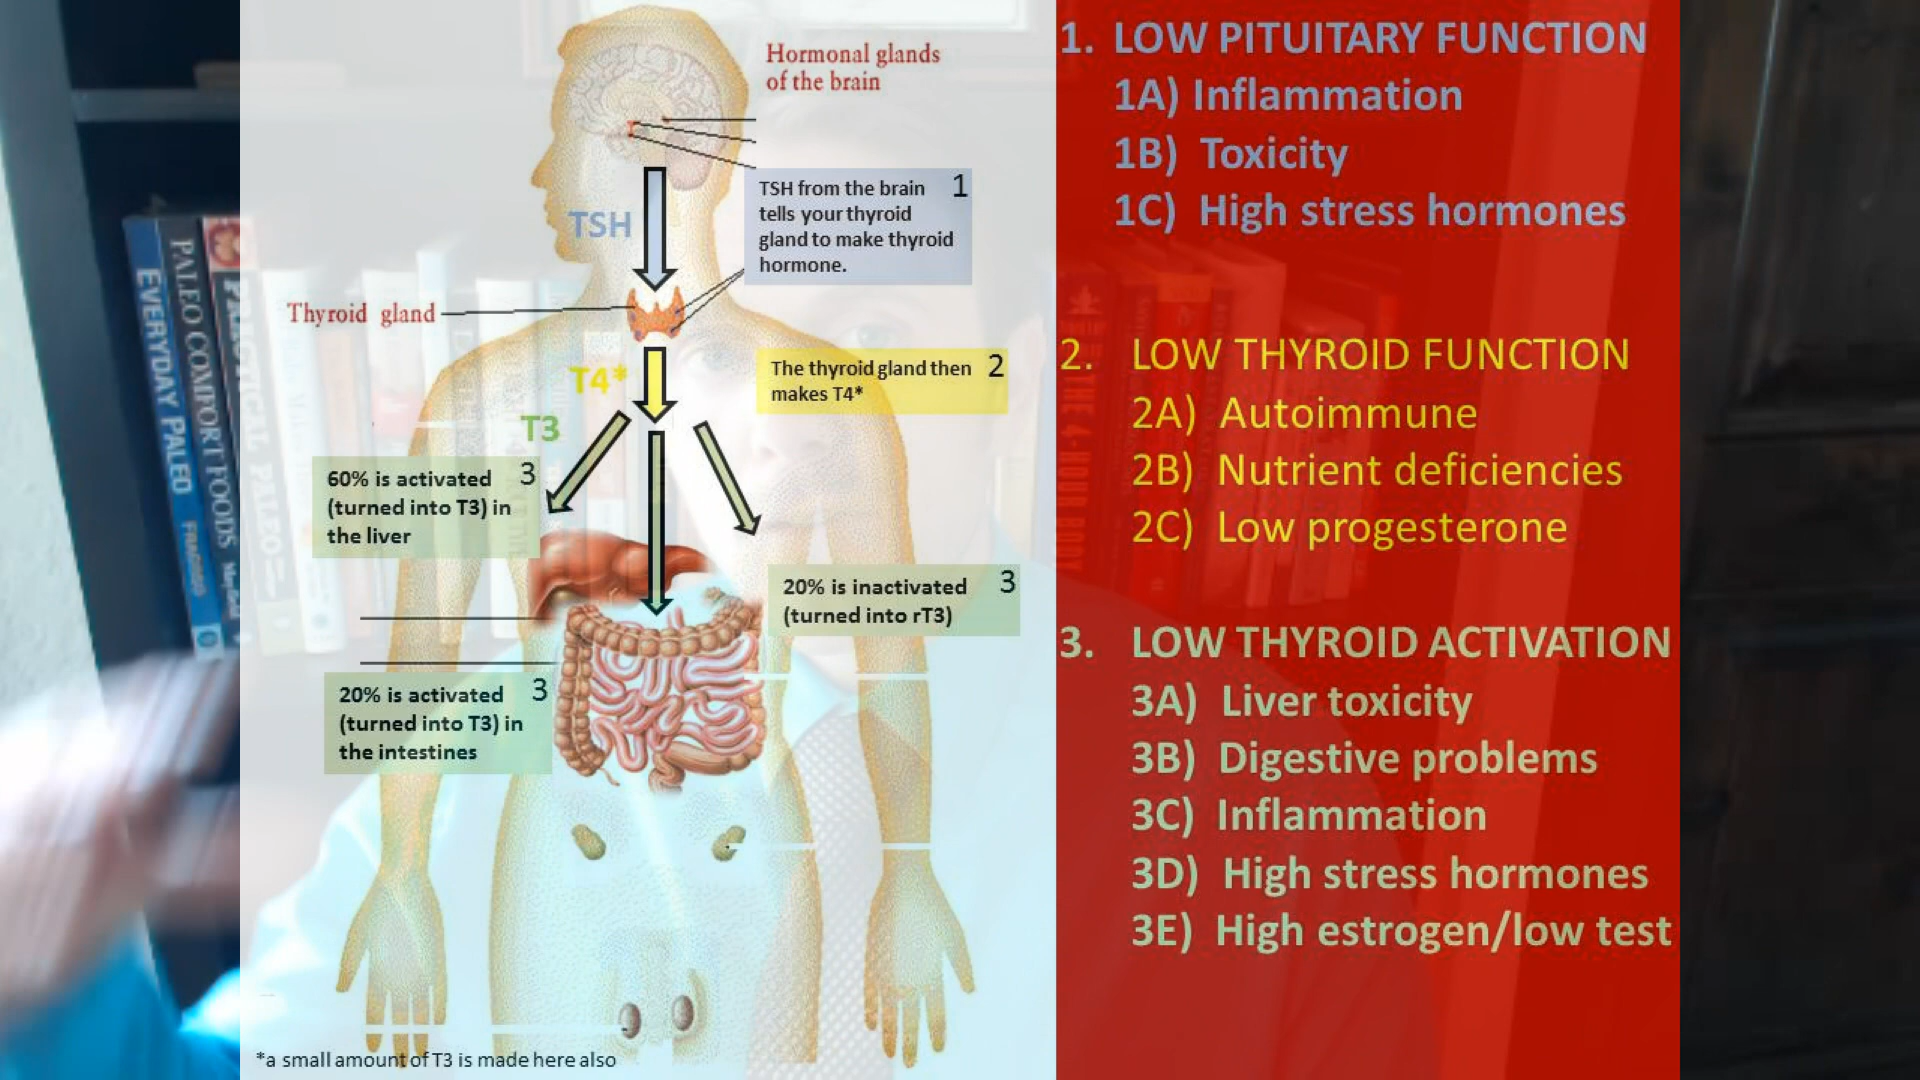 Hormonal glands
of the brain
TSH from the brain 1
tells your thyroid
gland to make thyroid
hormone.
TSH
Thyroid gland
The thyroid gland then 2
makes T4*
T4*
T3
60% is activated 3
(turned into T3) in
the liver
20% is inactivated 3
(turned into rT3)
20% is activated 3
(turned into T3) in
the intestines
*a small amount of T3 is made here also
1. LOW PITUITARY FUNCTION
1A) Inflammation
1B) Toxicity
1C) High stress hormones
2. LOW THYROID FUNCTION
2A) Autoimmune
2B) Nutrient deficiencies
2C) Low progesterone
3. LOW THYROID ACTIVATION
3A) Liver toxicity
3B) Digestive problems
3C) Inflammation
3D) High stress hormones
3E) High estrogen/low test
EVERYDAY PALEO
PALEO COMFORT FOODS
PRACTICAL PALEO
THE 4-HOUR BODY